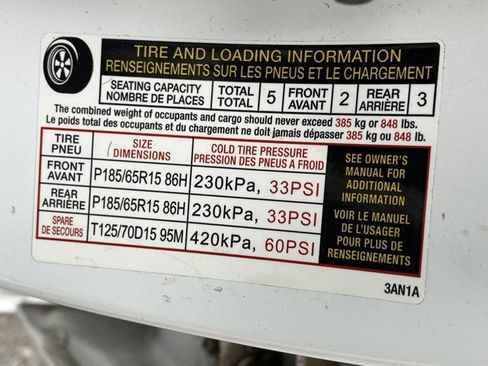 TIRE AND LOADING INFORMATION
RENSEIGNEMENTS SUR LES PNEUS ET LE CHARGEMENT
SEATING CAPACITY TOTAL 5 FRONT 2 REAR 3
NOMBRE DE PLACES TOTAL AVANT ARRIÈRE
The combined weight of occupants and cargo should never exceed 385 kg or 848 lbs.
Le poids total des occupants et du chargement ne doit jamais dépasser 385 kg ou 848 lb.
TIRE SIZE COLD TIRE PRESSURE
PNEU DIMENSIONS PRESSION DES PNEUS A FROID
FRONT
AVANT P185/65R15 86H 230kPa, 33PSI
REAR
ARRIÈRE P185/65R15 86H 230kPa, 33PSI
SPARE
DE SECOURS T125/70D15 95M 420kPa, 60PSI
SEE OWNER'S
MANUAL FOR
ADDITIONAL
INFORMATION
VOIR LE MANUEL
DE L'USAGER
POUR PLUS DE
RENSEIGNEMENTS
3AN1A